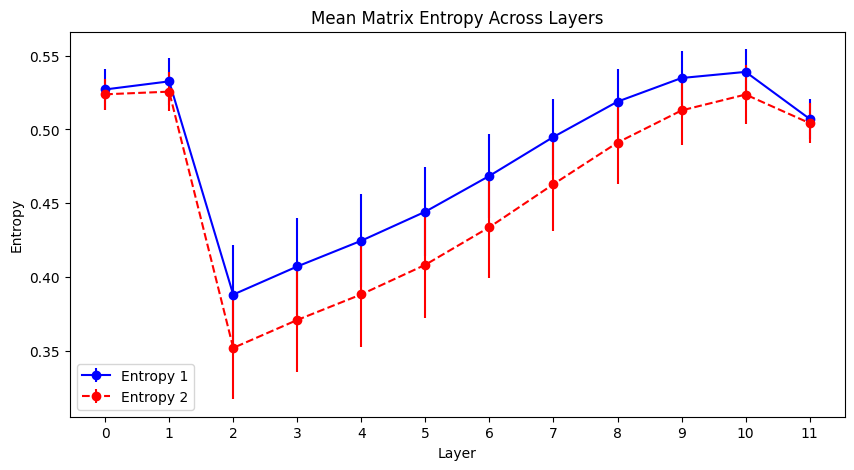 Mean Matrix Entropy Across Layers
Entropy
0.55
0.50
0.45
0.40
0.35
Entropy 1
Entropy 2
0 1 2 3 4 5 6 7 8 9 10 11
Layer